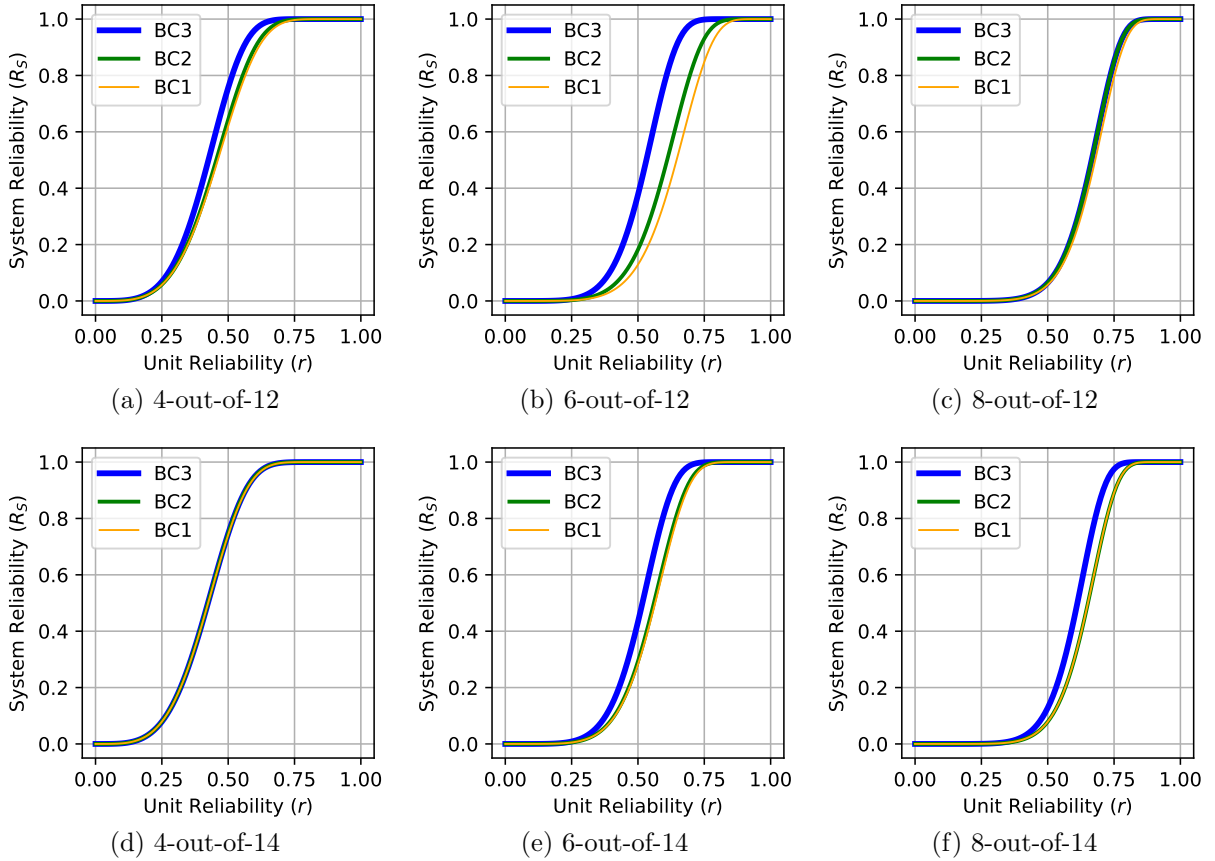 System Reliability (R_S)
1.0
0.8
0.6
0.4
0.2
0.0
BC3
BC2
BC1
0.00 0.25 0.50 0.75 1.00
Unit Reliability (r)
(a) 4-out-of-12
System Reliability (R_S)
1.0
0.8
0.6
0.4
0.2
0.0
BC3
BC2
BC1
0.00 0.25 0.50 0.75 1.00
Unit Reliability (r)
(b) 6-out-of-12
System Reliability (R_S)
1.0
0.8
0.6
0.4
0.2
0.0
BC3
BC2
BC1
0.00 0.25 0.50 0.75 1.00
Unit Reliability (r)
(c) 8-out-of-12
System Reliability (R_S)
1.0
0.8
0.6
0.4
0.2
0.0
BC3
BC2
BC1
0.00 0.25 0.50 0.75 1.00
Unit Reliability (r)
(d) 4-out-of-14
System Reliability (R_S)
1.0
0.8
0.6
0.4
0.2
0.0
BC3
BC2
BC1
0.00 0.25 0.50 0.75 1.00
Unit Reliability (r)
(e) 6-out-of-14
System Reliability (R_S)
1.0
0.8
0.6
0.4
0.2
0.0
BC3
BC2
BC1
0.00 0.25 0.50 0.75 1.00
Unit Reliability (r)
(f) 8-out-of-14